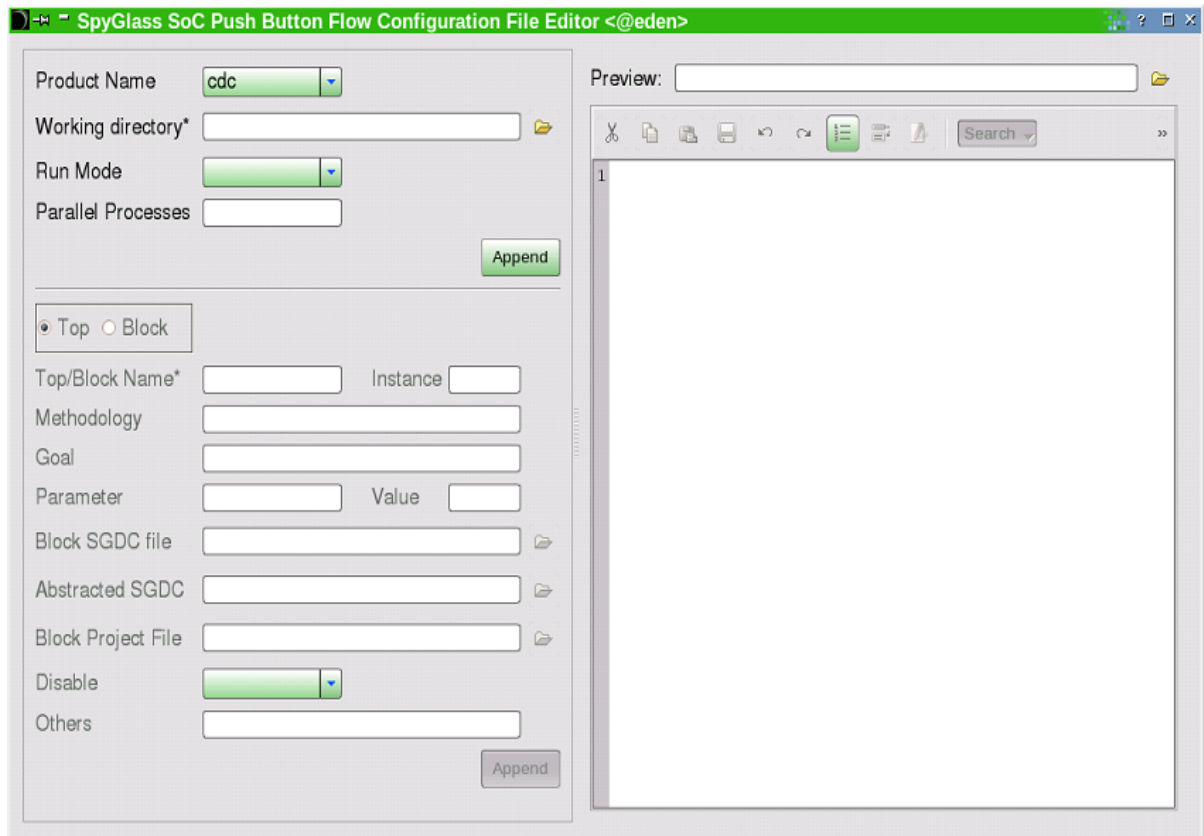 SpyGlass SoC Push Button Flow Configuration File Editor <@eden>
Product Name cdc
Working directory*
Run Mode
Parallel Processes
Append
Top Block
Top/Block Name* Instance
Methodology
Goal
Parameter Value
Block SGDC file
Abstracted SGDC
Block Project File
Disable
Others
Append
Preview:
Search »
1